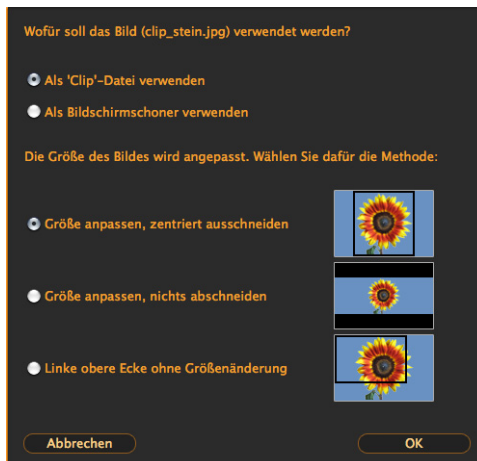 Wofür soll das Bild (clip_stein.jpg) verwendet werden?
Als 'Clip'-Datei verwenden
Als Bildschirmschoner verwenden
Die Größe des Bildes wird angepasst. Wählen Sie dafür die Methode:
Größe anpassen, zentriert ausschneiden
Größe anpassen, nichts abschneiden
Linke obere Ecke ohne Größenänderung
Abbrechen
OK